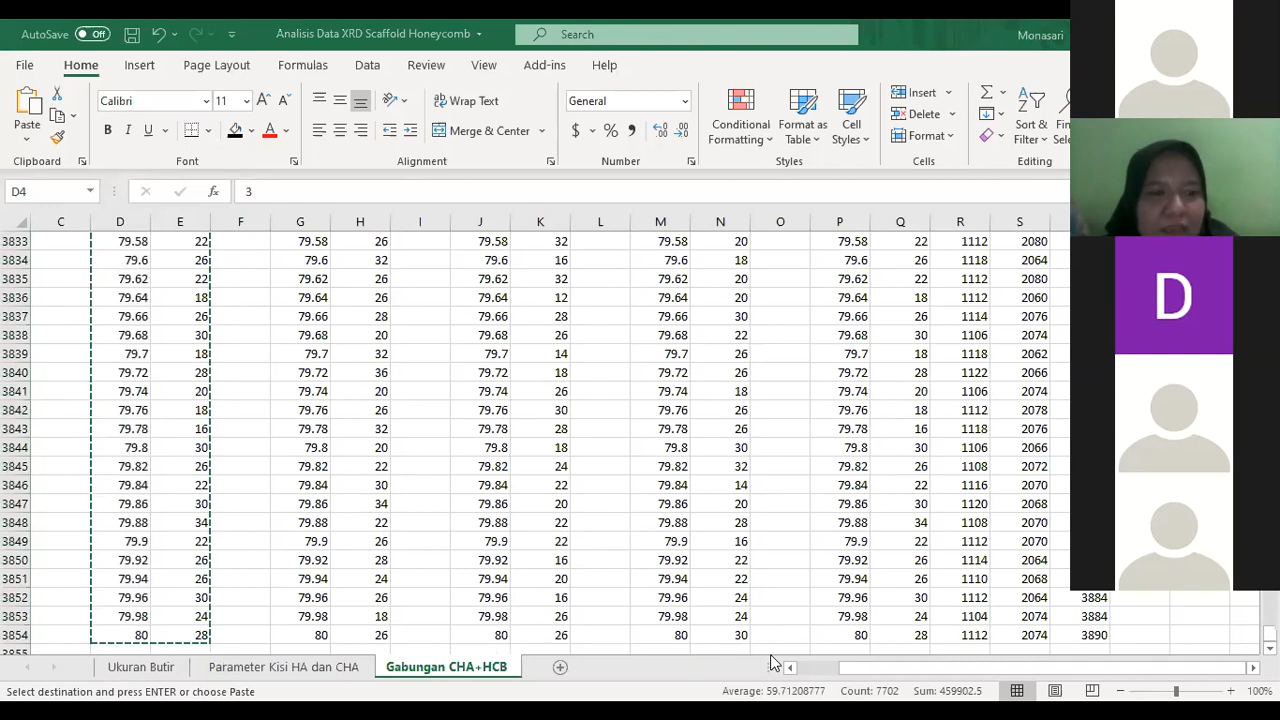 AutoSave Off Analisis Data XRD Scaffold Honeycomb Search Monasari
File Home Insert Page Layout Formulas Data Review View Add-ins Help
Calibri 11 Wrap Text General Insert
Paste B I U Merge & Center $ % Conditional Formatting Format as Table Cell Styles Delete Format Sort & Filter
Clipboard Font Alignment Number Styles Cells Editing
D4 fx 3
C D E F G H I J K L M N O P Q R S
3833 79.58 22 79.58 26 79.58 32 79.58 20 79.58 22 1112 2080
3834 79.6 26 79.6 32 79.6 16 79.6 18 79.6 26 1118 2064
3835 79.62 22 79.62 26 79.62 32 79.62 20 79.62 22 1112 2080
3836 79.64 18 79.64 26 79.64 12 79.64 20 79.64 18 1112 2060
3837 79.66 26 79.66 28 79.66 28 79.66 30 79.66 26 1114 2076
3838 79.68 30 79.68 20 79.68 26 79.68 22 79.68 30 1106 2074
3839 79.7 18 79.7 32 79.7 14 79.7 26 79.7 18 1118 2062
3840 79.72 28 79.72 36 79.72 18 79.72 26 79.72 28 1122 2066
3841 79.74 20 79.74 20 79.74 26 79.74 18 79.74 20 1106 2074
3842 79.76 18 79.76 26 79.76 30 79.76 26 79.76 18 1112 2078
3843 79.78 16 79.78 32 79.78 28 79.78 26 79.78 16 1118 2076
3844 79.8 30 79.8 20 79.8 18 79.8 30 79.8 30 1106 2066
3845 79.82 26 79.82 22 79.82 24 79.82 32 79.82 26 1108 2072
3846 79.84 22 79.84 30 79.84 22 79.84 14 79.84 22 1116 2070
3847 79.86 30 79.86 34 79.86 20 79.86 20 79.86 30 1120 2068
3848 79.88 34 79.88 22 79.88 22 79.88 28 79.88 34 1108 2070
3849 79.9 22 79.9 26 79.9 22 79.9 16 79.9 22 1112 2070
3850 79.92 26 79.92 28 79.92 16 79.92 22 79.92 26 1114 2064
3851 79.94 26 79.94 24 79.94 20 79.94 22 79.94 26 1110 2068
3852 79.96 30 79.96 26 79.96 16 79.96 24 79.96 30 1112 2064 3884
3853 79.98 24 79.98 18 79.98 26 79.98 24 79.98 24 1104 2074 3884
3854 80 28 80 26 80 26 80 30 80 28 1112 2074 3890
Ukuran Butir Parameter Kisi HA dan CHA Gabungan CHA+HCB
Select destination and press ENTER or choose Paste Average: 59.71208777 Count: 7702 Sum: 459902.5 100%
D